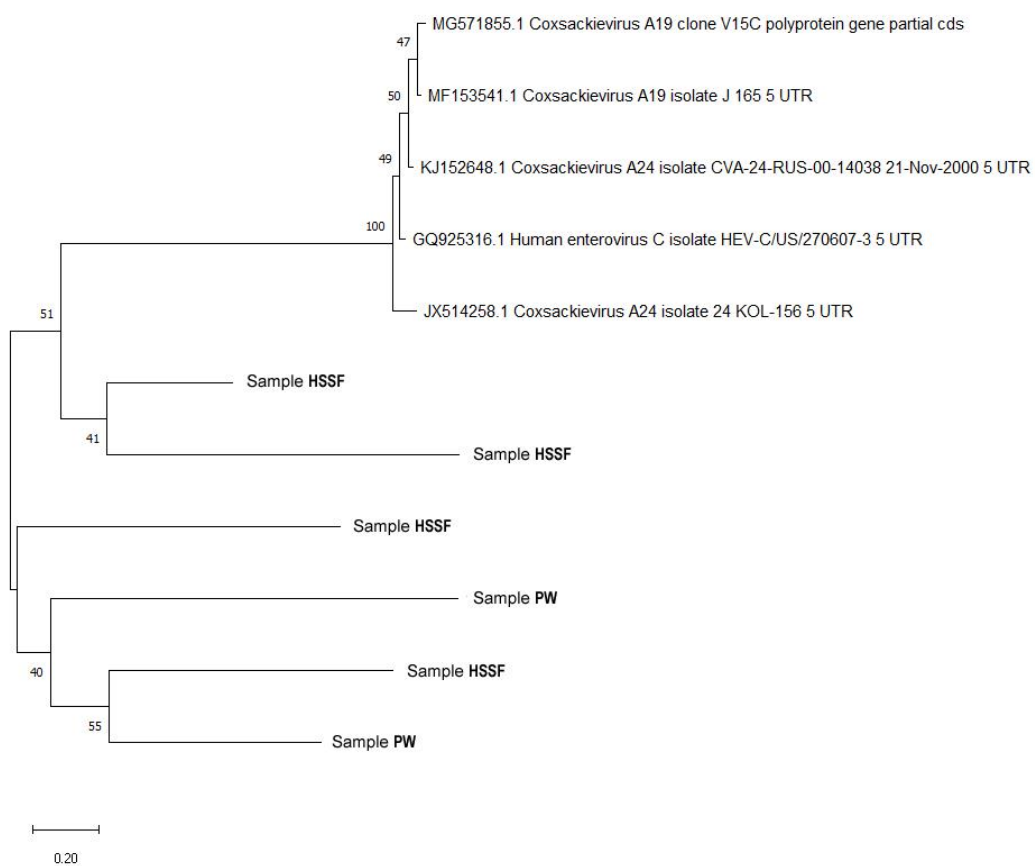 MG571855.1 Coxsackievirus A19 clone V15C polyprotein gene partial cds
47
MF153541.1 Coxsackievirus A19 isolate J 165 5 UTR
50
49
KJ152648.1 Coxsackievirus A24 isolate CVA-24-RUS-00-14038 21-Nov-2000 5 UTR
100
GQ925316.1 Human enterovirus C isolate HEV-C/US/270607-3 5 UTR
51
JX514258.1 Coxsackievirus A24 isolate 24 KOL-156 5 UTR
Sample HSSF
41
Sample HSSF
Sample HSSF
Sample PW
40
Sample HSSF
55
Sample PW
0.20